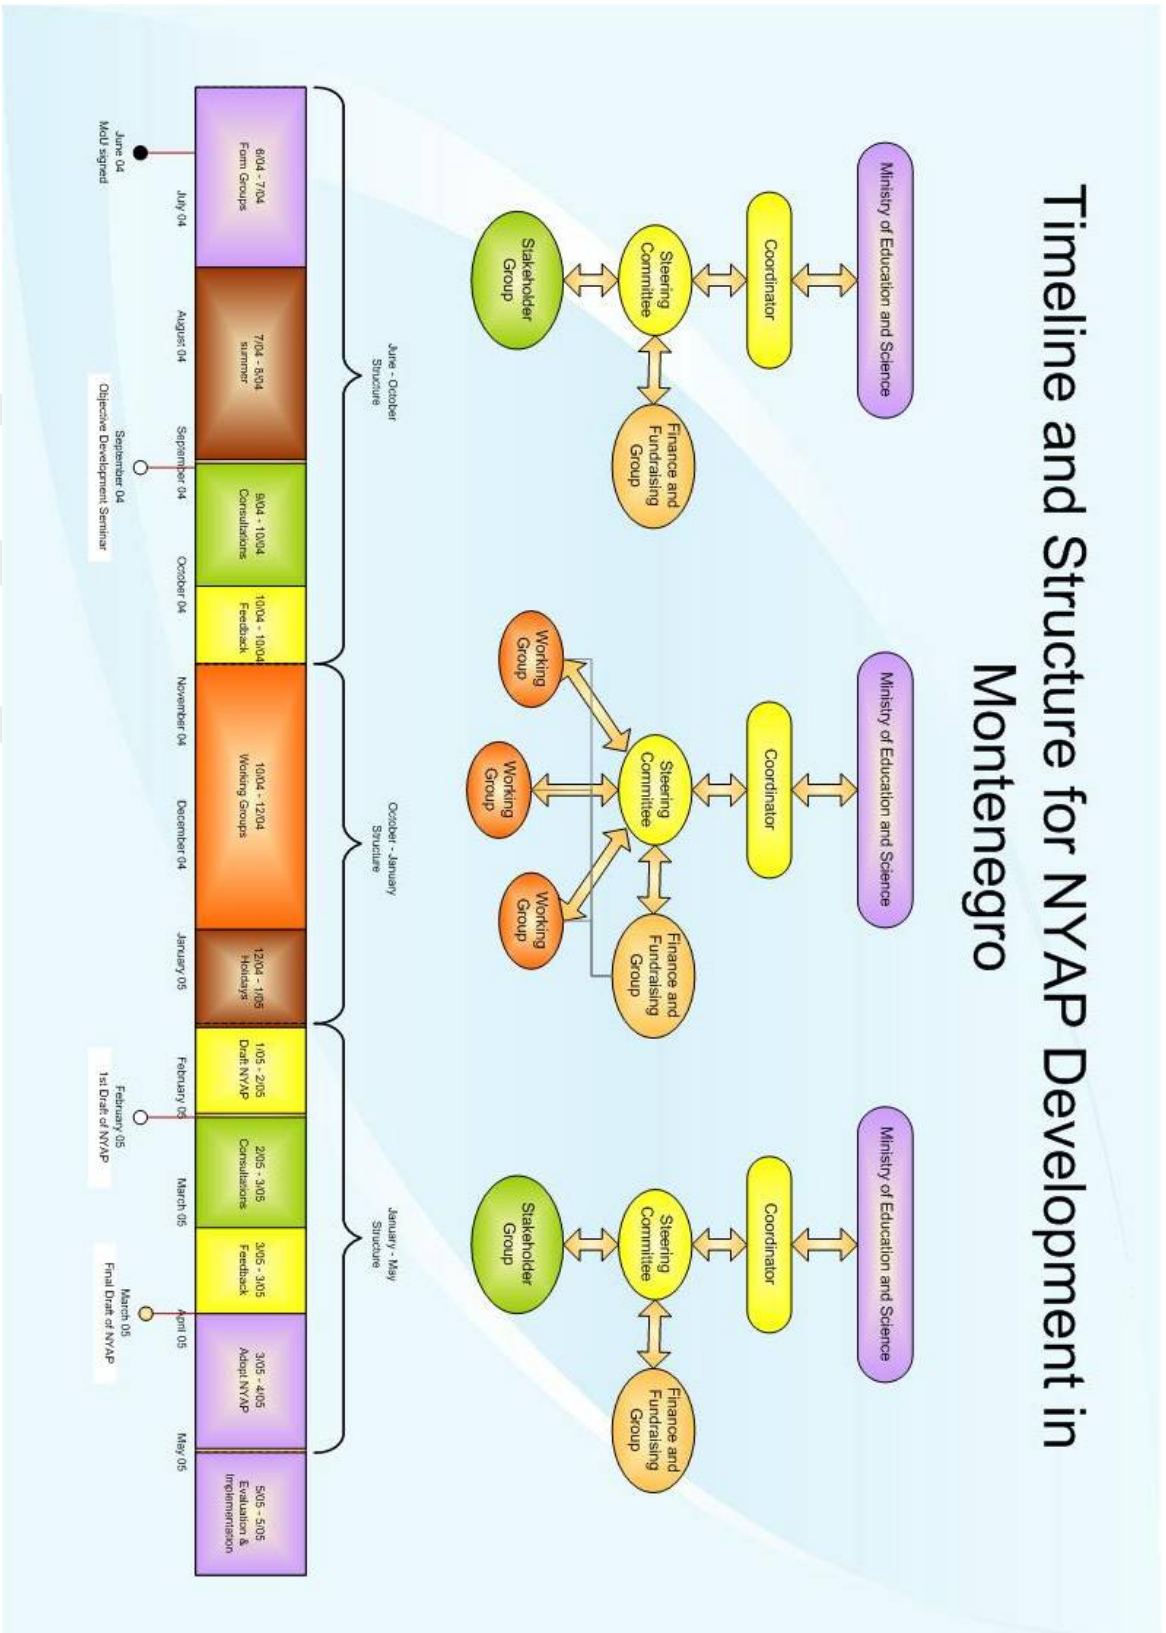 Timeline and Structure for NYAP Development in
Montenegro
Ministry of Education and Science
Coordinator
Steering
Committee
Finance and
Fundraising
Group
Stakeholder
Group
Ministry of Education and Science
Coordinator
Steering
Committee
Finance and
Fundraising
Group
Working
Group
Working
Group
Working
Group
Ministry of Education and Science
Coordinator
Steering
Committee
Finance and
Fundraising
Group
Stakeholder
Group
June - October
Structure
October - January
Structure
January - May
Structure
6/04 - 7/04
Form Groups
7/04 - 8/04
summer
9/04 - 10/04
Consultations
10/04 - 10/04
Feedback
10/04 - 12/04
Working Groups
12/04 - 1/05
Holidays
1/05 - 2/05
Draft NYAP
2/05 - 3/05
Consultations
3/05 - 3/05
Feedback
3/05 - 4/05
Adopt NYAP
5/05 - 5/05
Evaluation &
Implementation
July 04
August 04
September 04
October 04
November 04
December 04
January 05
February 05
March 05
April 05
May 05
June 04
MoU signed
September 04
Objective Development Seminar
February 05
1st Draft of NYAP
March 05
Final Draft of NYAP